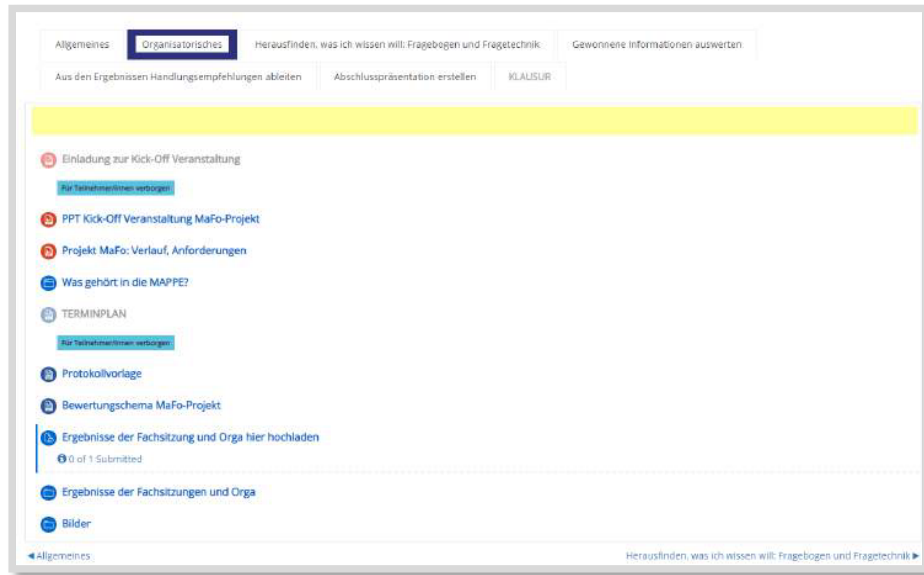 Allgemeines Organisatorisches Herausfinden, was ich wissen will: Fragebogen und Fragetechnik Gewonnene Informationen auswerten
Aus den Ergebnissen Handlungsempfehlungen ableiten Abschlusspräsentation erstellen KLAUSUR
Einladung zur Kick-Off Veranstaltung
Für Teilnehmer/innen verborgen
PPT Kick-Off Veranstaltung MaFo-Projekt
Projekt MaFo: Verlauf, Anforderungen
Was gehört in die MAPPE?
TERMINPLAN
Für Teilnehmer/innen verborgen
Protokollvorlage
Bewertungschema MaFo-Projekt
Ergebnisse der Fachsitzung und Orga hier hochladen
0 of 1 Submitted
Ergebnisse der Fachsitzungen und Orga
Bilder
◄Allgemeines Herausfinden, was ich wissen will: Fragebogen und Fragetechnik►